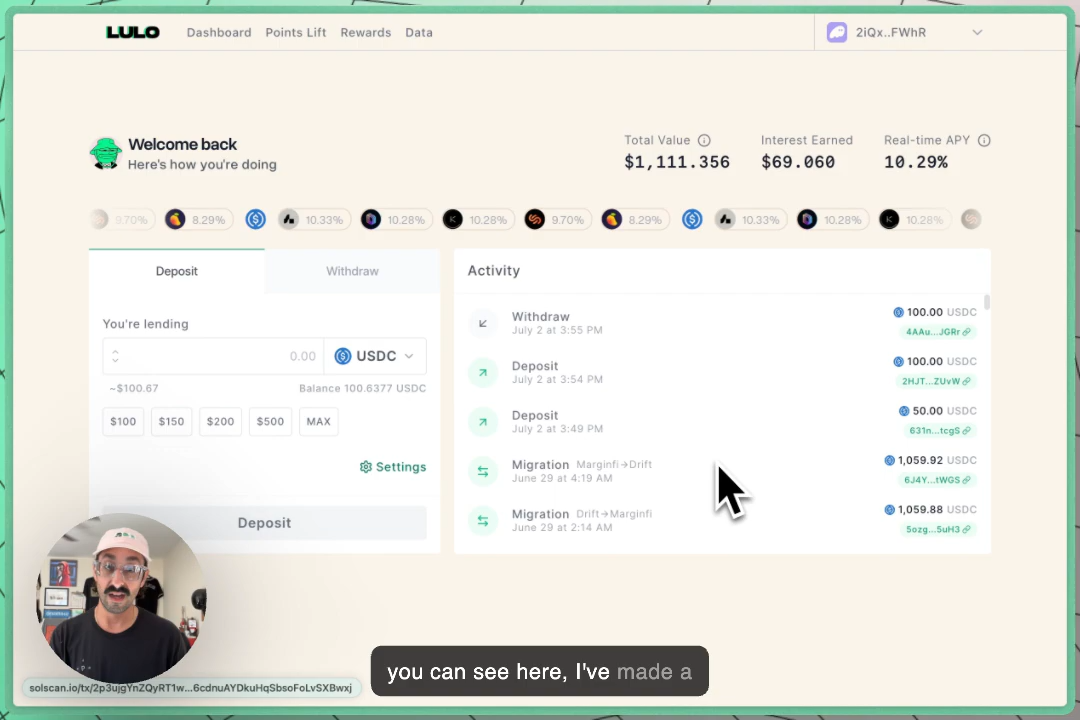 LULO Dashboard Points Lift Rewards Data 2iQx..FWhR
Welcome back
Here's how you're doing
Total Value Interest Earned Real-time APY
$1,111.356 $69.060 10.29%
9.70% 8.29% 10.33% 10.28% 10.28% 9.70% 8.29% 10.33% 10.28% 10.28%
Deposit Withdraw
You're lending
0.00 USDC
~$100.67 Balance 100.6377 USDC
$100 $150 $200 $500 MAX
Settings
Deposit
Activity
Withdraw 100.00 USDC
July 2 at 3:55 PM 4AAu...JGRr
Deposit 100.00 USDC
July 2 at 3:54 PM 2HJT...ZUvW
Deposit 50.00 USDC
July 2 at 3:49 PM 631n...tcgS
Migration Marginfi→Drift 1,059.92 USDC
June 29 at 4:19 AM 6J4Y...tWGS
Migration Drift→Marginfi 1,059.88 USDC
June 29 at 2:14 AM 5ozg...5uH3
you can see here, I've made a
solscan.io/tx/2p3ujgYnZQyRT1w...6cdnuAYDkuHqSbsoFoLvSXBwxj